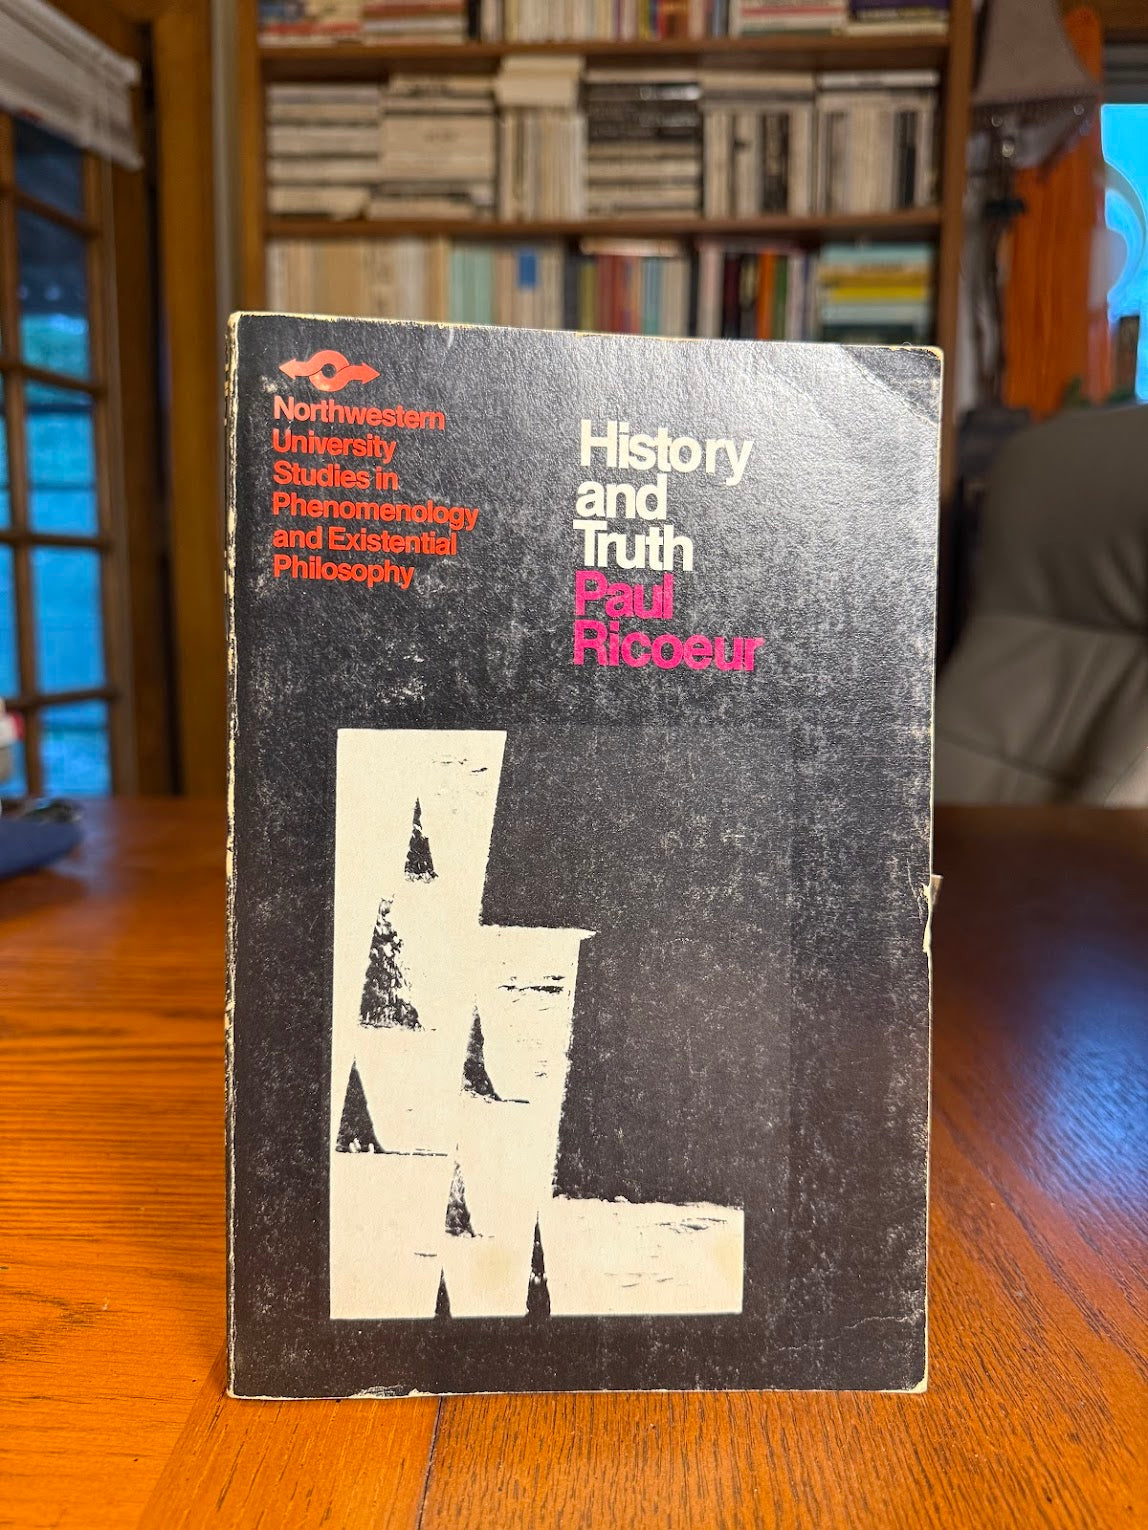 Northwestern
University
Studies in
Phenomenology
and Existential
Philosophy
History
and
Truth
Paul
Ricoeur